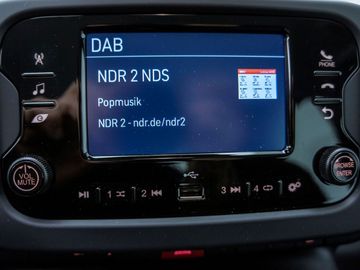 DAB
NDR 2 NDS
Popmusik
NDR 2 - ndr.de/ndr2
PHONE
VOL
MUTE
BROWSE
ENTER
1
2
3
4